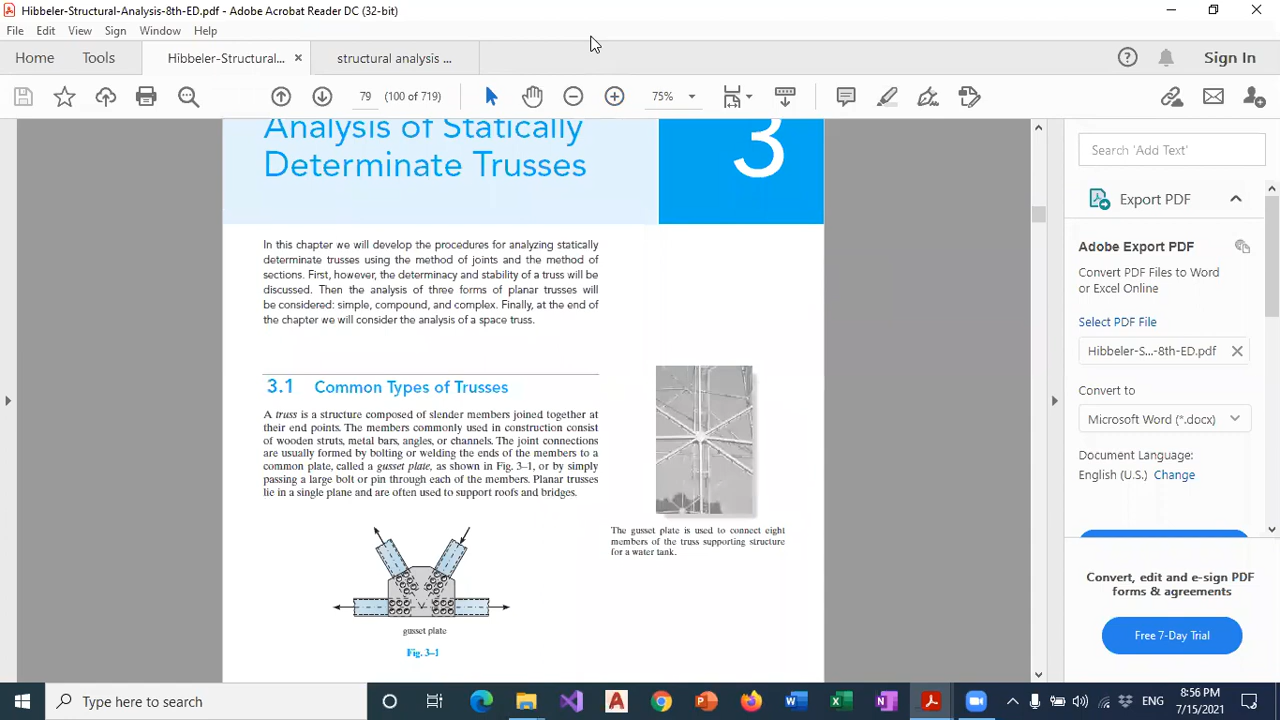 Hibbeler-Structural-Analysis-8th-ED.pdf - Adobe Acrobat Reader DC (32-bit)
File Edit View Sign Window Help
Home Tools Hibbeler-Structural... × structural analysis ...
Sign In
79 (100 of 719) 75%
Analysis of Statically
Determinate Trusses
3
In this chapter we will develop the procedures for analyzing statically
determinate trusses using the method of joints and the method of
sections. First, however, the determinacy and stability of a truss will be
discussed. Then the analysis of three forms of planar trusses will
be considered: simple, compound, and complex. Finally, at the end of
the chapter we will consider the analysis of a space truss.
3.1 Common Types of Trusses
A truss is a structure composed of slender members joined together at
their end points. The members commonly used in construction consist
of wooden struts, metal bars, angles, or channels. The joint connections
are usually formed by bolting or welding the ends of the members to a
common plate, called a gusset plate, as shown in Fig. 3–1, or by simply
passing a large bolt or pin through each of the members. Planar trusses
lie in a single plane and are often used to support roofs and bridges.
The gusset plate is used to connect eight
members of the truss supporting structure
for a water tank.
gusset plate
Fig. 3–1
Search 'Add Text'
Export PDF
Adobe Export PDF
Convert PDF Files to Word
or Excel Online
Select PDF File
Hibbeler-S...-8th-ED.pdf
Convert to
Microsoft Word (*.docx)
Document Language:
English (U.S.) Change
Convert, edit and e-sign PDF
forms & agreements
Free 7-Day Trial
Type here to search
ENG
8:56 PM
7/15/2021